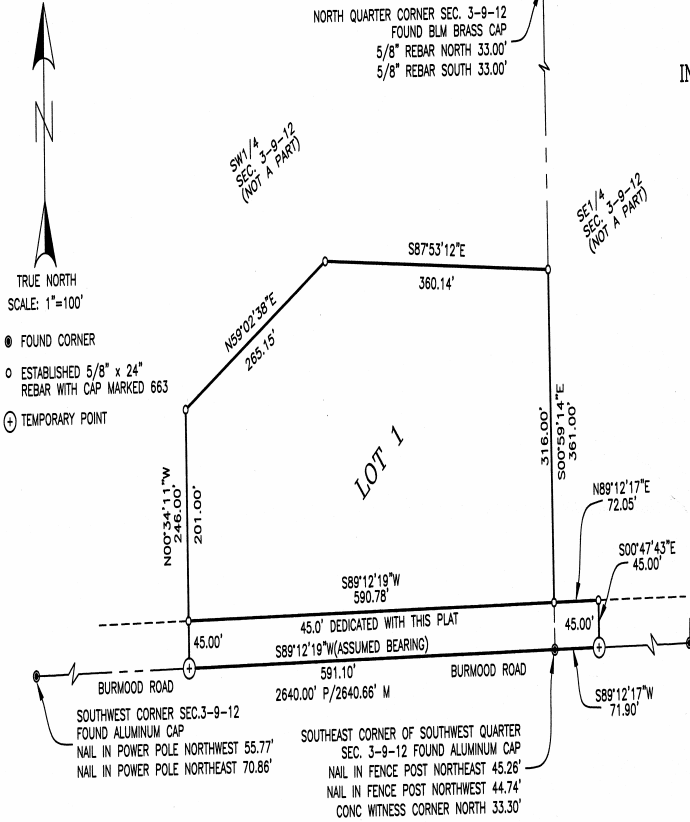 NORTH QUARTER CORNER SEC. 3-9-12
FOUND BLM BRASS CAP
5/8" REBAR NORTH 33.00'
5/8" REBAR SOUTH 33.00'
IN
N
SW1/4
SEC. 3-9-12
(NOT A PART)
SE1/4
SEC. 3-9-12
(NOT A PART)
TRUE NORTH
SCALE: 1"=100'
FOUND CORNER
ESTABLISHED 5/8" x 24"
REBAR WITH CAP MARKED 663
TEMPORARY POINT
S87°53'12"E
360.14'
N59°02'38"E
265.15'
LOT 1
316.00'
S00°59'14"E
361.00'
N00°34'11"W
246.00'
201.00'
N89°12'17"E
72.05'
S00°47'43"E
45.00'
S89°12'19"W
590.78'
45.00'
45.0' DEDICATED WITH THIS PLAT
45.00'
S89°12'19"W(ASSUMED BEARING)
591.10'
BURMOOD ROAD
BURMOOD ROAD
2640.00' P/2640.66' M
S89°12'17"W
71.90'
SOUTHWEST CORNER SEC.3-9-12
FOUND ALUMINUM CAP
NAIL IN POWER POLE NORTHWEST 55.77'
NAIL IN POWER POLE NORTHEAST 70.86'
SOUTHEAST CORNER OF SOUTHWEST QUARTER
SEC. 3-9-12 FOUND ALUMINUM CAP
NAIL IN FENCE POST NORTHEAST 45.26'
NAIL IN FENCE POST NORTHWEST 44.74'
CONC WITNESS CORNER NORTH 33.30'